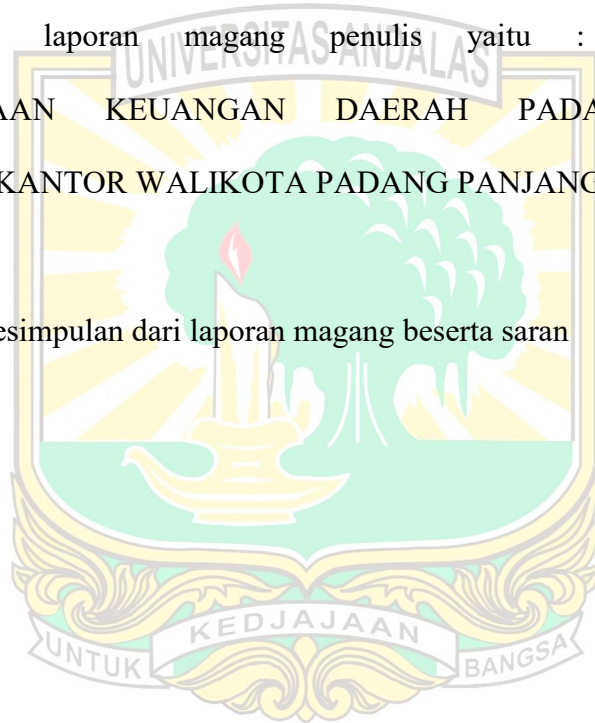 laporan magang penulis yaitu :
AAN KEUANGAN DAERAH PADA
KANTOR WALIKOTA PADANG PANJANG
esimpulan dari laporan magang beserta saran
UNIVERSITAS ANDALAS
UNTUK KEDJAJAAN BANGSA